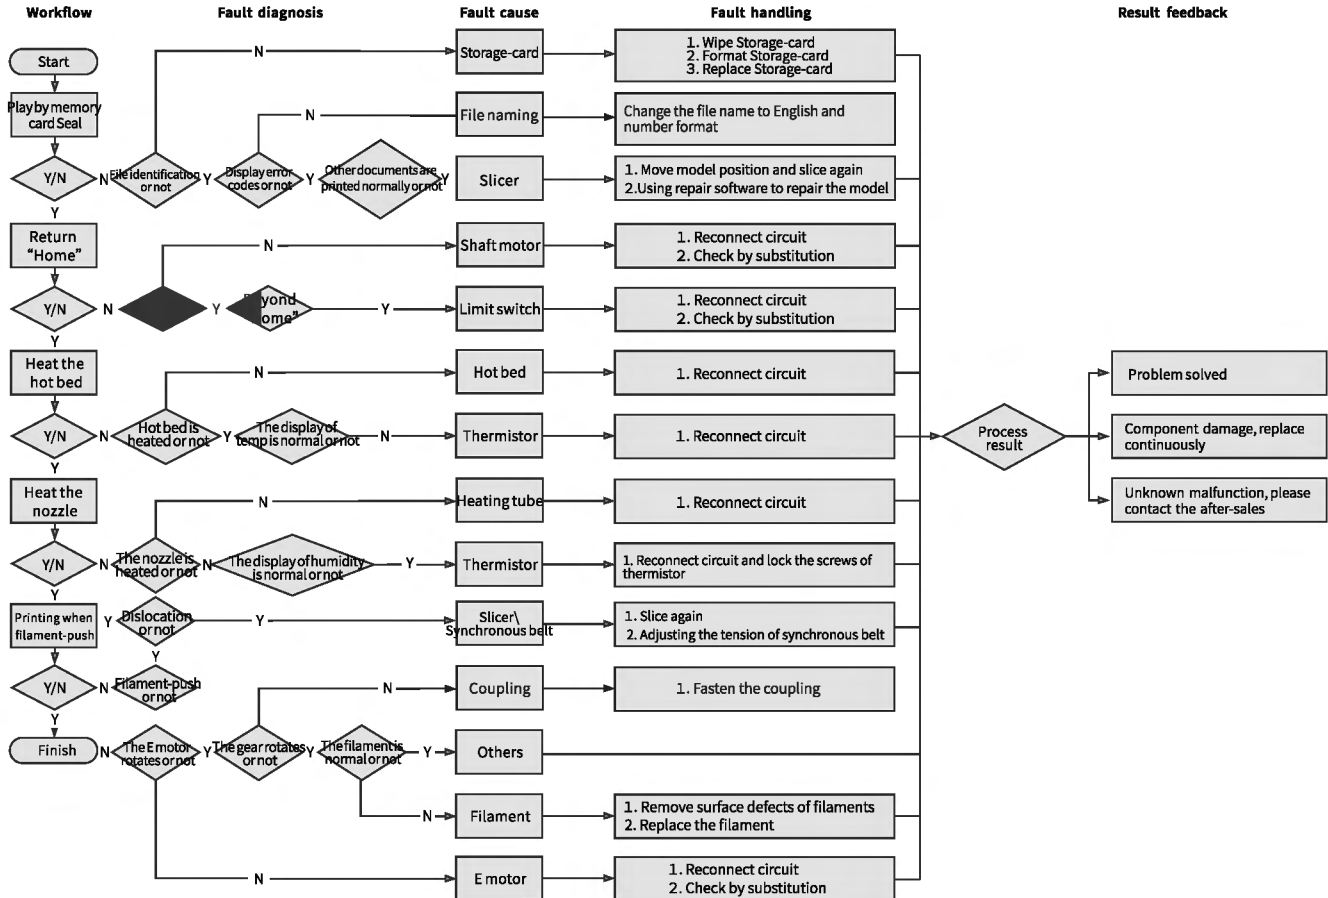 Workflow
Fault diagnosis
Fault cause
Fault handling
Result feedback
Start
N
Storage-card
1. Wipe Storage-card
2. Format Storage-card
3. Replace Storage-card
Play by memory
card Seal
N
File naming
Change the file name to English and
number format
Y/N
N
File identification
or not
Y
Display error
codes or not
Y
Other documents are
printed normally or not
Y
Slicer
1. Move model position and slice again
2. Using repair software to repair the model
Y
Return
“Home”
N
Shaft motor
1. Reconnect circuit
2. Check by substitution
Y/N
N
Y
Y
Limit switch
1. Reconnect circuit
2. Check by substitution
Y
Heat the
hot bed
N
Hot bed
1. Reconnect circuit
Problem solved
Y/N
N
Hot bed is
heated or not
Y
The display of
temp is normal or not
N
Thermistor
1. Reconnect circuit
Process
result
Component damage, replace
continuously
Y
Heat the
nozzle
N
Heating tube
1. Reconnect circuit
Unknown malfunction, please
contact the after-sales
Y/N
N
The nozzle is
heated or not
N
The display of humidity
is normal or not
Y
Thermistor
1. Reconnect circuit and lock the screws of
thermistor
Y
Printing when
filament-push
Y
Dislocation
or not
Y
Slicer\
Synchronous belt
1. Slice again
2. Adjusting the tension of synchronous belt
Y
Y/N
N
Filament-push
or not
N
Coupling
1. Fasten the coupling
Y
Finish
N
The E motor
rotates or not
Y
The gear rotates
or not
Y
The filament is
normal or not
Y
Others
N
Filament
1. Remove surface defects of filaments
2. Replace the filament
N
E motor
1. Reconnect circuit
2. Check by substitution